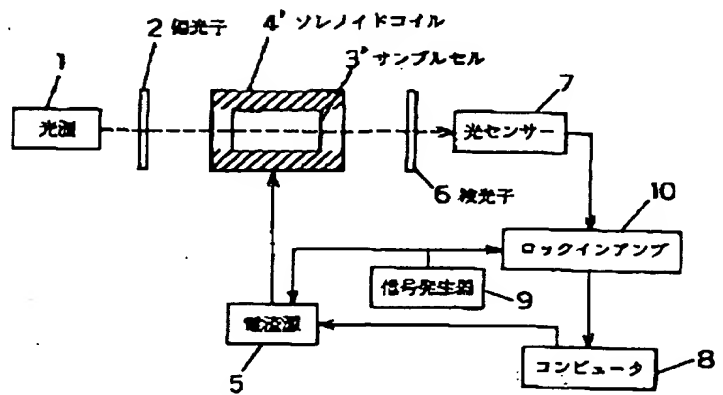 1
光源
2 偏光子
4' ソレノイドコイル
3' サンプルセル
6 検光子
7
光センサー
10
ロックインアンプ
信号発生器
9
電流源
5
コンピュータ
8